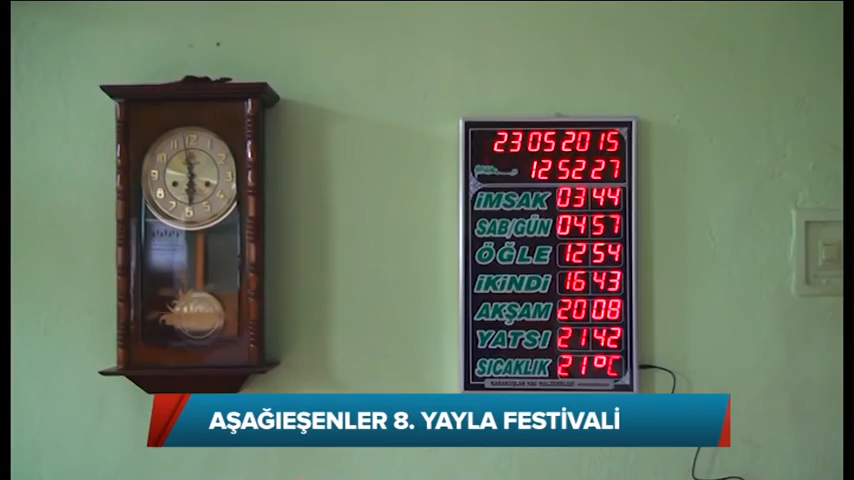 23 05 2015
12 52 27
İMSAK 03 44
SAB/GÜN 04 57
ÖĞLE 12 54
İKİNDİ 16 43
AKŞAM 20 08
YATSI 21 42
SICAKLIK 21°C
AŞAĞIEŞENLER 8. YAYLA FESTİVALİ